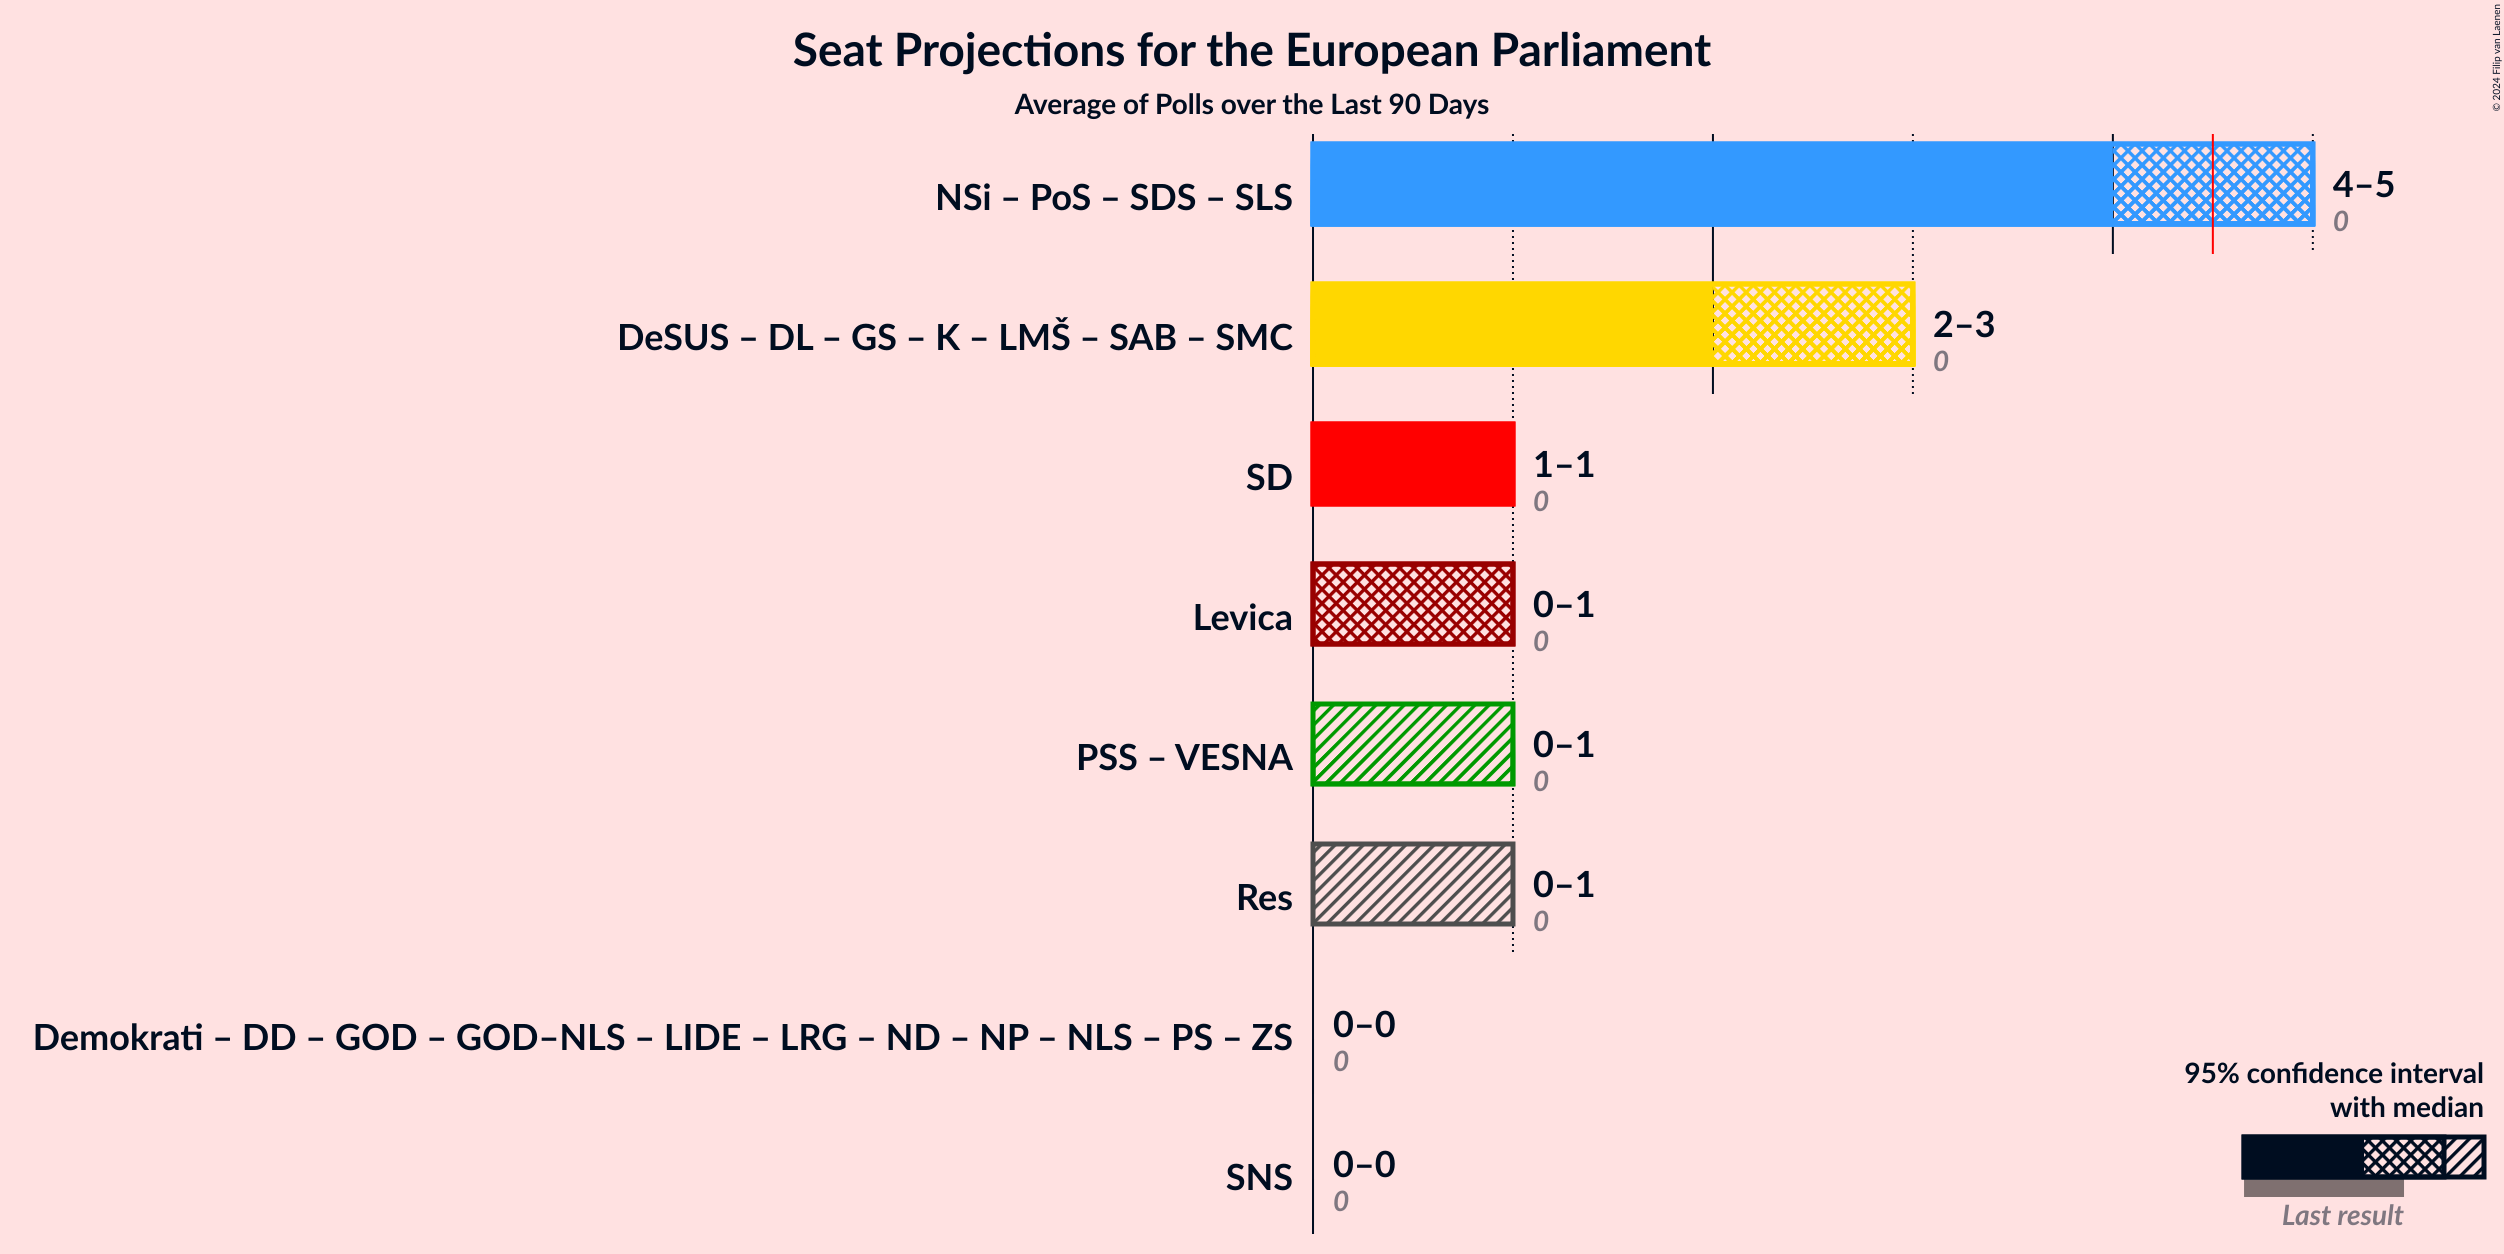 Seat Projections for the European Parliament
Average of Polls over the Last 90 Days
© 2024 Filip van Laenen
NSi – PoS – SDS – SLS
4–5
0
DeSUS – DL – GS – K – LMŠ – SAB – SMC
2–3
0
SD
1–1
0
Levica
0–1
0
PSS – VESNA
0–1
0
Res
0–1
0
Demokrati – DD – GOD – GOD–NLS – LIDE – LRG – ND – NP – NLS – PS – ZS
0–0
0
SNS
0–0
0
95% confidence interval
with median
Last result